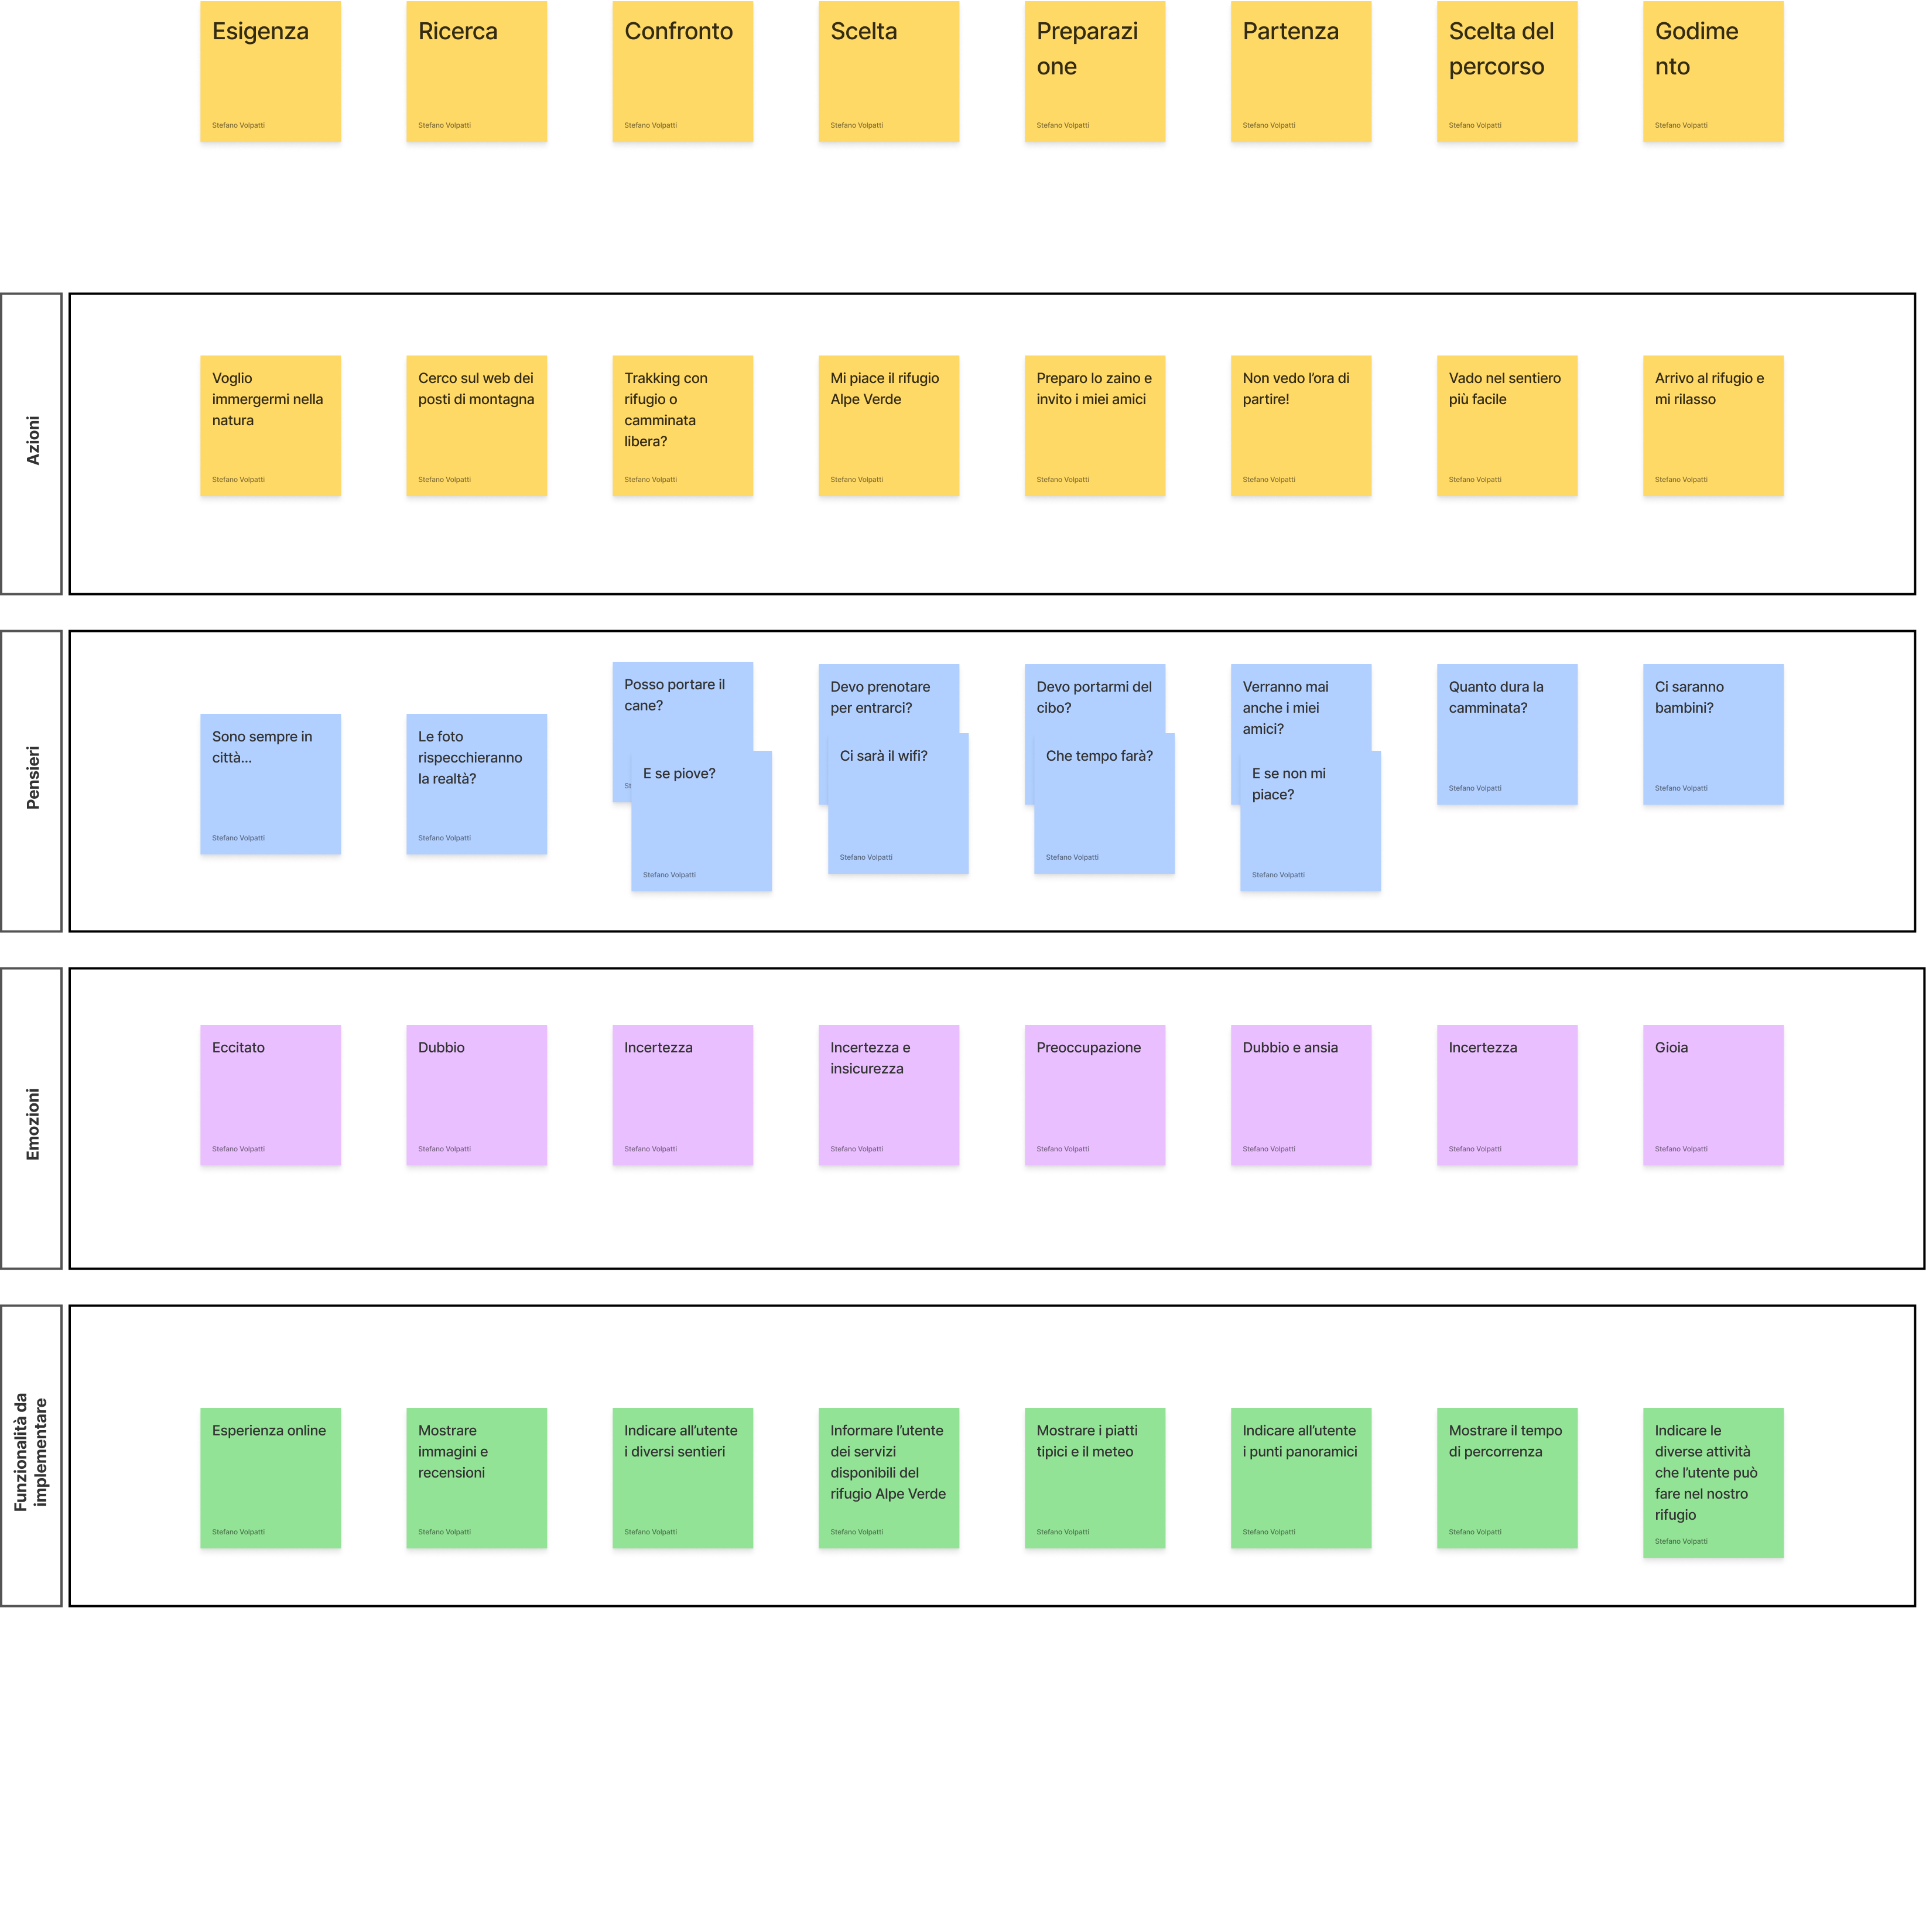 Esigenza
Stefano Volpatti
Ricerca
Stefano Volpatti
Confronto
Stefano Volpatti
Scelta
Stefano Volpatti
Preparazi
one
Stefano Volpatti
Partenza
Stefano Volpatti
Scelta del
percorso
Stefano Volpatti
Godime
nto
Stefano Volpatti
Azioni
Voglio
immergermi nella
natura
Stefano Volpatti
Cerco sul web dei
posti di montagna
Stefano Volpatti
Trakking con
rifugio o
camminata
libera?
Stefano Volpatti
Mi piace il rifugio
Alpe Verde
Stefano Volpatti
Preparo lo zaino e
invito i miei amici
Stefano Volpatti
Non vedo l’ora di
partire!
Stefano Volpatti
Vado nel sentiero
più facile
Stefano Volpatti
Arrivo al rifugio e
mi rilasso
Stefano Volpatti
Pensieri
Sono sempre in
città...
Stefano Volpatti
Le foto
rispecchieranno
la realtà?
Stefano Volpatti
Posso portare il
cane?
St
E se piove?
Stefano Volpatti
Devo prenotare
per entrarci?
Ci sarà il wifi?
Stefano Volpatti
Devo portarmi del
cibo?
Che tempo farà?
Stefano Volpatti
Verranno mai
anche i miei
amici?
E se non mi
piace?
Stefano Volpatti
Quanto dura la
camminata?
Stefano Volpatti
Ci saranno
bambini?
Stefano Volpatti
Emozioni
Eccitato
Stefano Volpatti
Dubbio
Stefano Volpatti
Incertezza
Stefano Volpatti
Incertezza e
insicurezza
Stefano Volpatti
Preoccupazione
Stefano Volpatti
Dubbio e ansia
Stefano Volpatti
Incertezza
Stefano Volpatti
Gioia
Stefano Volpatti
Funzionalità da
implementare
Esperienza online
Stefano Volpatti
Mostrare
immagini e
recensioni
Stefano Volpatti
Indicare all’utente
i diversi sentieri
Stefano Volpatti
Informare l’utente
dei servizi
disponibili del
rifugio Alpe Verde
Stefano Volpatti
Mostrare i piatti
tipici e il meteo
Stefano Volpatti
Indicare all’utente
i punti panoramici
Stefano Volpatti
Mostrare il tempo
di percorrenza
Stefano Volpatti
Indicare le
diverse attività
che l’utente può
fare nel nostro
rifugio
Stefano Volpatti